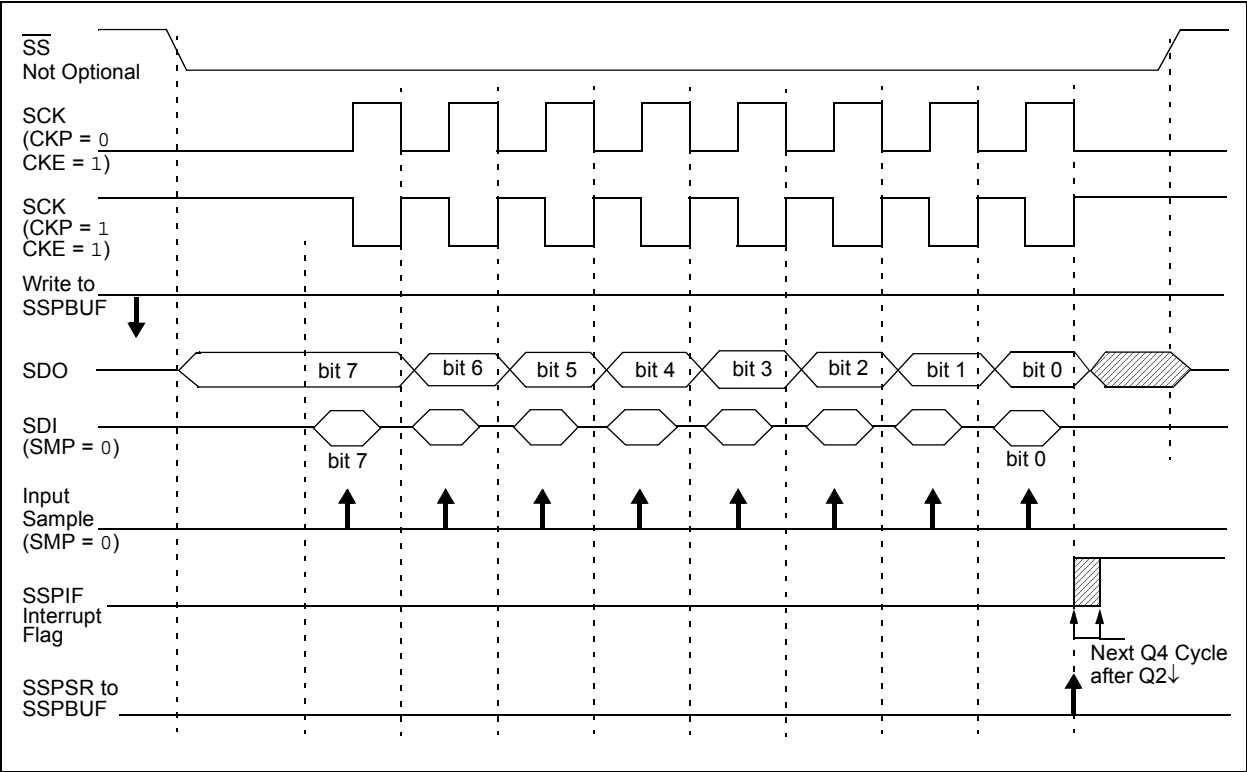 SS
Not Optional
SCK
(CKP = 0
CKE = 1)
SCK
(CKP = 1
CKE = 1)
Write to
SSPBUF
SDO
bit 7
bit 6
bit 5
bit 4
bit 3
bit 2
bit 1
bit 0
SDI
(SMP = 0)
bit 7
bit 0
Input
Sample
(SMP = 0)
SSPIF
Interrupt
Flag
Next Q4 Cycle
after Q2↓
SSPSR to
SSPBUF